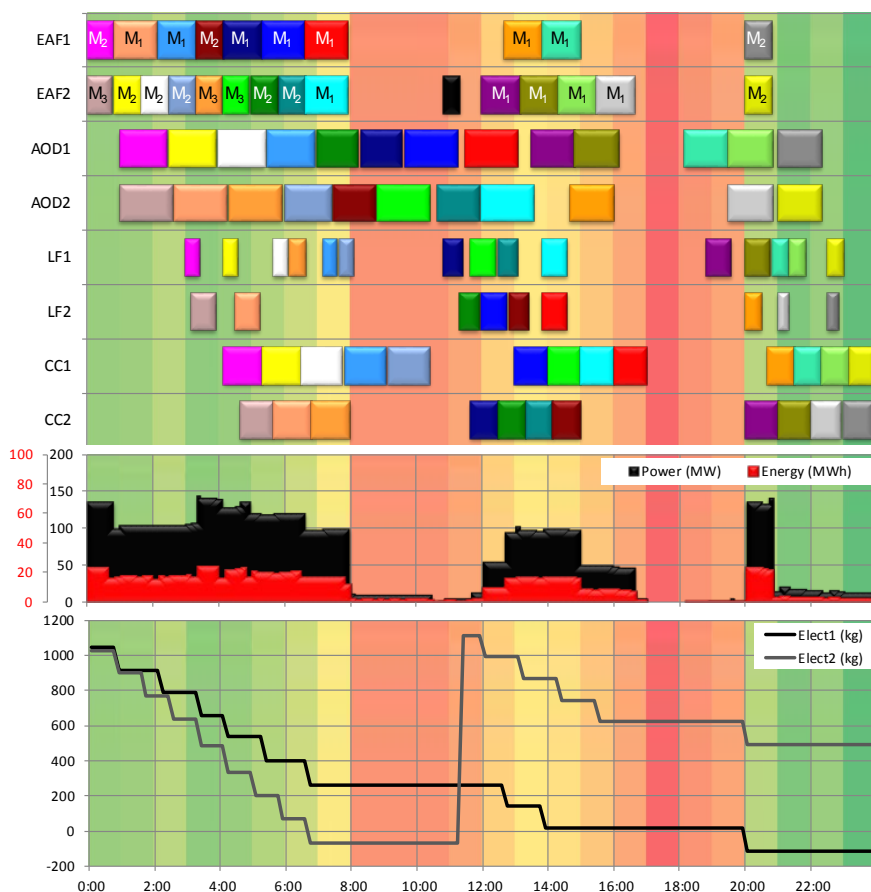 EAF1 M2 M1 M1 M2 M1 M1 M1 M1 M1 M2
EAF2 M3 M2 M2 M2 M3 M3 M2 M2 M1 M1 M1 M1 M1 M2
AOD1
AOD2
LF1
LF2
CC1
CC2
100 200
Power (MW) Energy (MWh)
80 150
60
100
40
20 50
0 0
1200
Elect1 (kg)
1000
Elect2 (kg)
800
600
400
200
0
-200
0:00 2:00 4:00 6:00 8:00 10:00 12:00 14:00 16:00 18:00 20:00 22:00